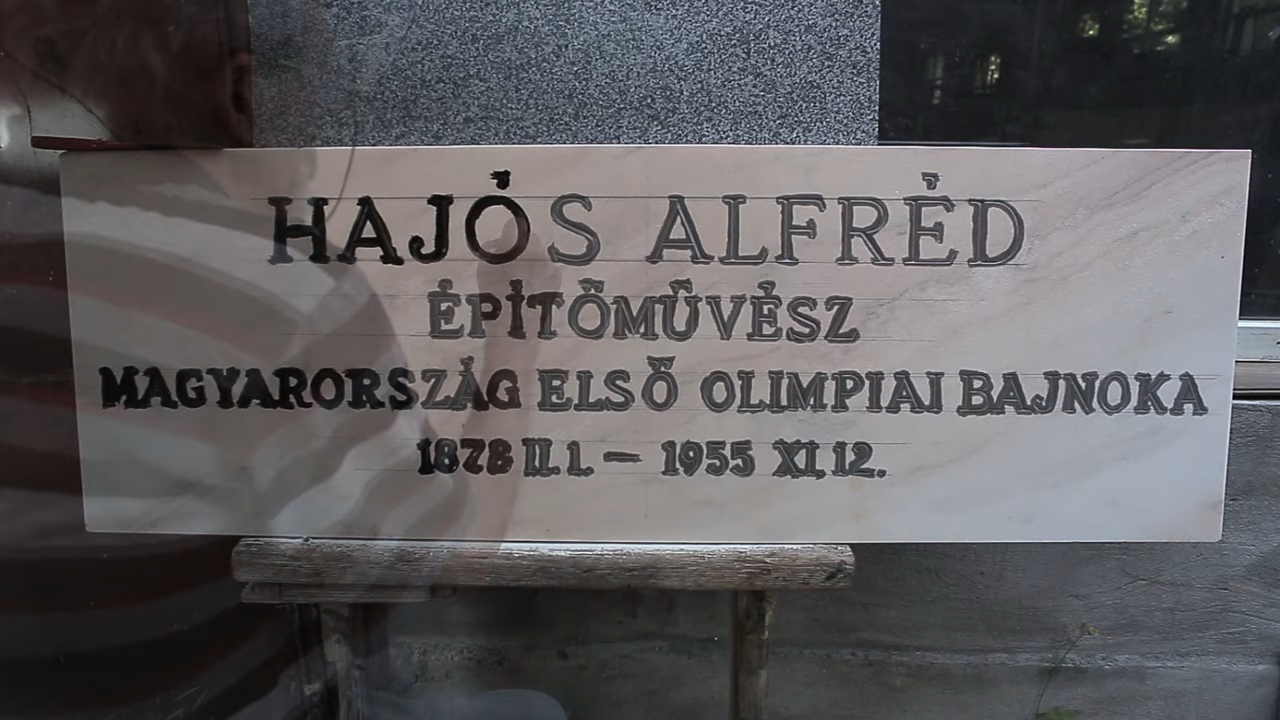 HAJÓS ALFRÉD
ÉPÍTŐMŰVÉSZ
MAGYARORSZÁG ELSŐ OLIMPIAI BAJNOKA
1878 II. 1. – 1955 XI. 12.